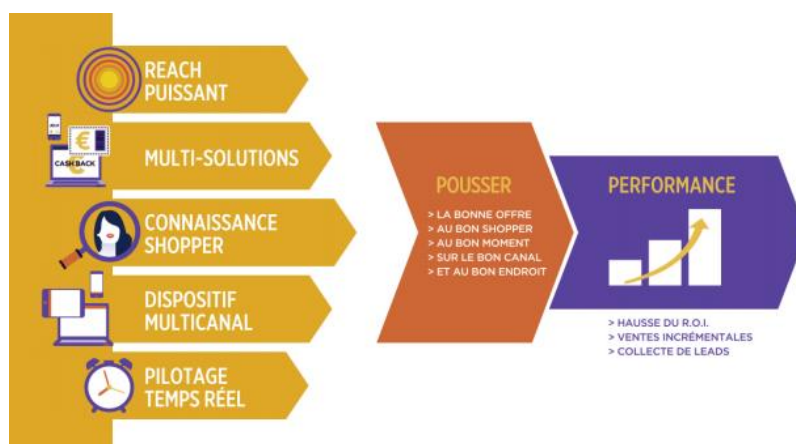 REACH
PUISSANT
CASH BACK
MULTI-SOLUTIONS
CONNAISSANCE
SHOPPER
DISPOSITIF
MULTICANAL
PILOTAGE
TEMPS RÉEL
POUSSER
> LA BONNE OFFRE
> AU BON SHOPPER
> AU BON MOMENT
> SUR LE BON CANAL
> ET AU BON ENDROIT
PERFORMANCE
> HAUSSE DU R.O.I.
> VENTES INCRÉMENTALES
> COLLECTE DE LEADS